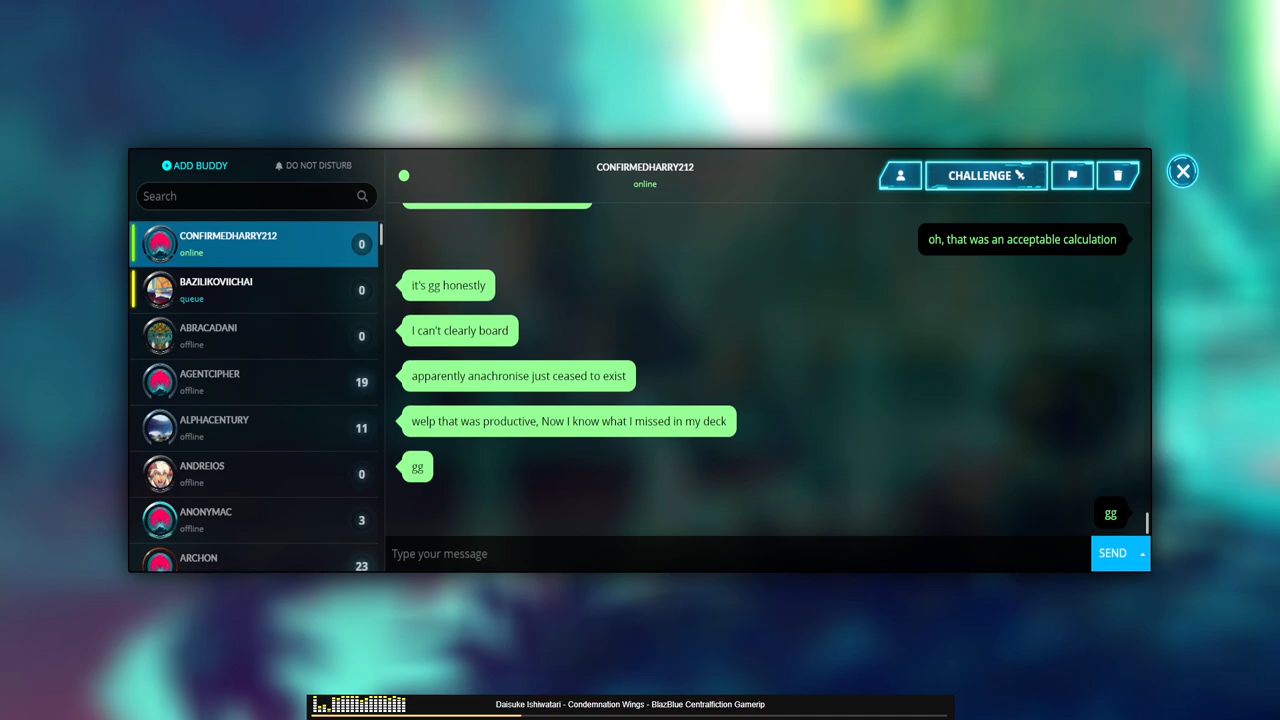 ADD BUDDY
DO NOT DISTURB
Search
CONFIRMEDHARRY212
online
0
BAZILIKOVIICHAI
queue
0
ABRACADANI
offline
0
AGENTCIPHER
offline
19
ALPHACENTURY
offline
11
ANDREIOS
offline
0
ANONYMAC
offline
3
ARCHON
23
CONFIRMEDHARRY212
online
CHALLENGE
oh, that was an acceptable calculation
it's gg honestly
I can't clearly board
apparently anachronise just ceased to exist
welp that was productive, Now I know what I missed in my deck
gg
gg
Type your message
SEND
Daisuke Ishiwatari - Condemnation Wings - BlazBlue Centralfiction Gamerip